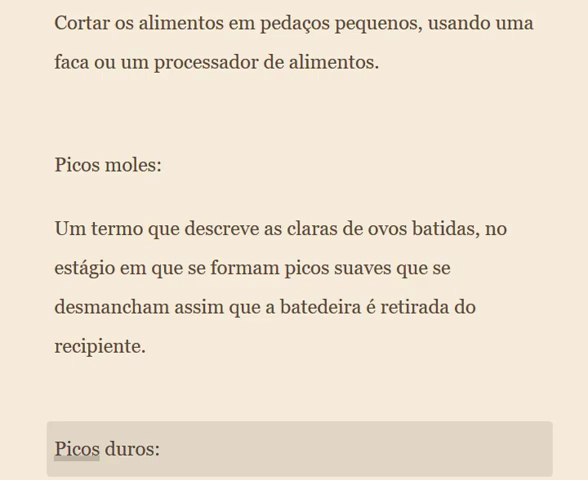 Cortar os alimentos em pedaços pequenos, usando uma
faca ou um processador de alimentos.
Picos moles:
Um termo que descreve as claras de ovos batidas, no
estágio em que se formam picos suaves que se
desmancham assim que a batedeira é retirada do
recipiente.
Picos duros: